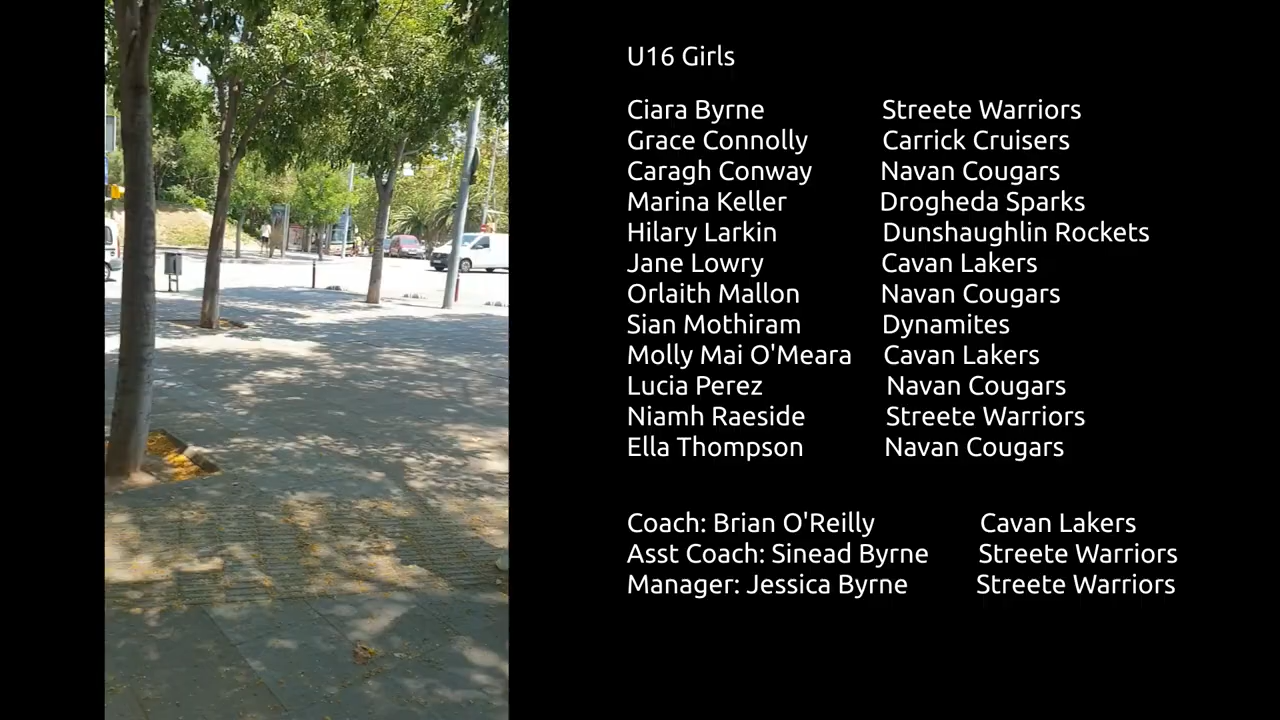 U16 Girls
Ciara Byrne Streete Warriors
Grace Connolly Carrick Cruisers
Caragh Conway Navan Cougars
Marina Keller Drogheda Sparks
Hilary Larkin Dunshaughlin Rockets
Jane Lowry Cavan Lakers
Orlaith Mallon Navan Cougars
Sian Mothiram Dynamites
Molly Mai O'Meara Cavan Lakers
Lucia Perez Navan Cougars
Niamh Raeside Streete Warriors
Ella Thompson Navan Cougars
Coach: Brian O'Reilly Cavan Lakers
Asst Coach: Sinead Byrne Streete Warriors
Manager: Jessica Byrne Streete Warriors